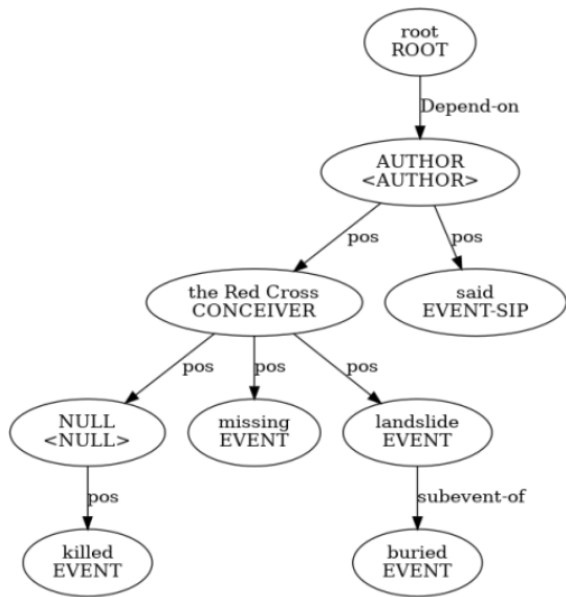 root
ROOT
Depend-on
AUTHOR
<AUTHOR>
pos
pos
the Red Cross
CONCEIVER
said
EVENT-SIP
pos
pos
pos
NULL
<NULL>
missing
EVENT
landslide
EVENT
pos
subevent-of
killed
EVENT
buried
EVENT